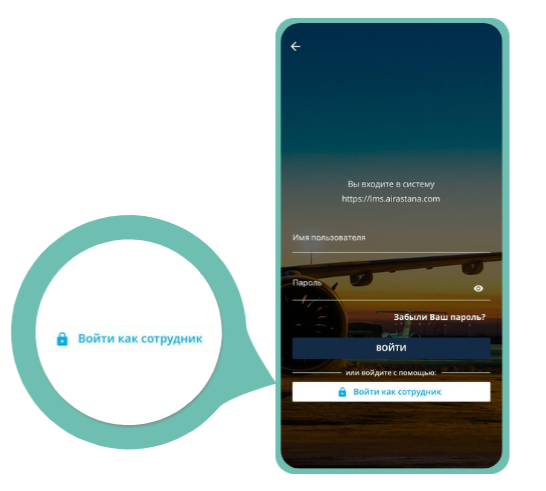 Войти как сотрудник
Вы входите в систему
https://lms.airastana.com
Имя пользователя
Пароль
Забыли Ваш пароль?
ВОЙТИ
или войдите с помощью:
Войти как сотрудник